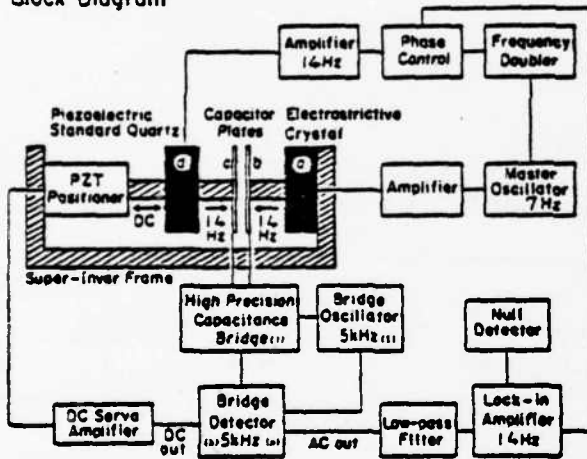 Block Diagram
Amplifier
14Hz
Phase
Control
Frequency
Doubler
Piezoelectric
Standard Quartz
Capacitor
Plates
Electrostrictive
Crystal
PZT
Positioner
d
c
b
a
DC
14
Hz
14
Hz
Amplifier
Master
Oscillator
7Hz
Super-invar Frame
High Precision
Capacitance
Bridge(1)
Bridge
Oscillator
5kHz(1)
Null
Detector
DC Servo
Amplifier
DC
out
Bridge
Detector
5kHz
AC out
Low-pass
Filter
Lock-in
Amplifier
14Hz